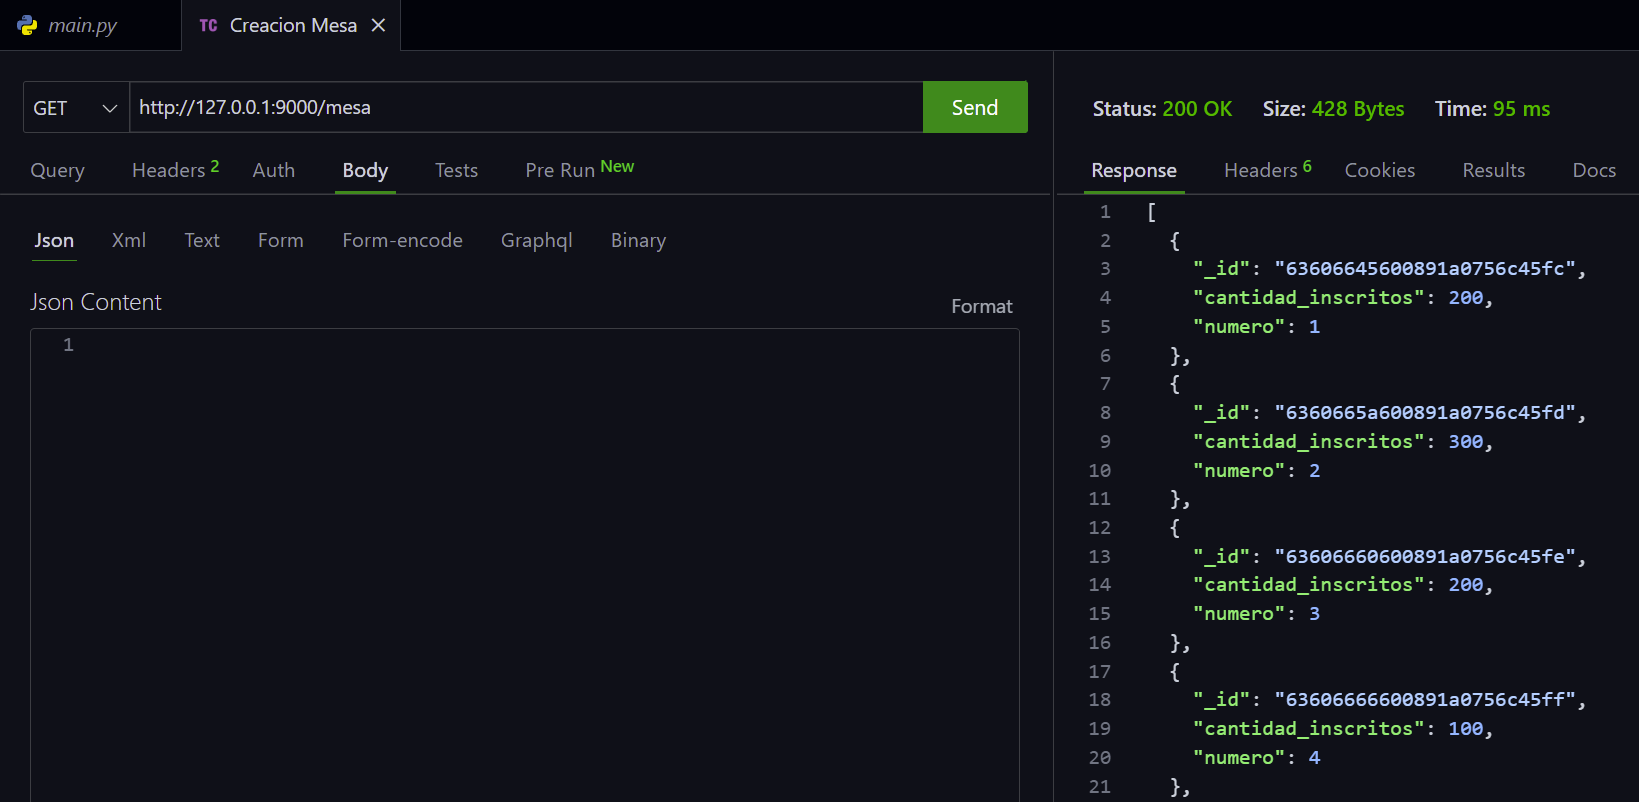 main.py
TC Creacion Mesa
GET http://127.0.0.1:9000/mesa Send
Query Headers 2 Auth Body Tests Pre Run New
Json Xml Text Form Form-encode Graphql Binary
Json Content
Format
1
Status: 200 OK Size: 428 Bytes Time: 95 ms
Response Headers 6 Cookies Results Docs
1 [
2 {
3 "_id": "63606645600891a0756c45fc",
4 "cantidad_inscritos": 200,
5 "numero": 1
6 },
7 {
8 "_id": "6360665a600891a0756c45fd",
9 "cantidad_inscritos": 300,
10 "numero": 2
11 },
12 {
13 "_id": "63606660600891a0756c45fe",
14 "cantidad_inscritos": 200,
15 "numero": 3
16 },
17 {
18 "_id": "63606666600891a0756c45ff",
19 "cantidad_inscritos": 100,
20 "numero": 4
21 },